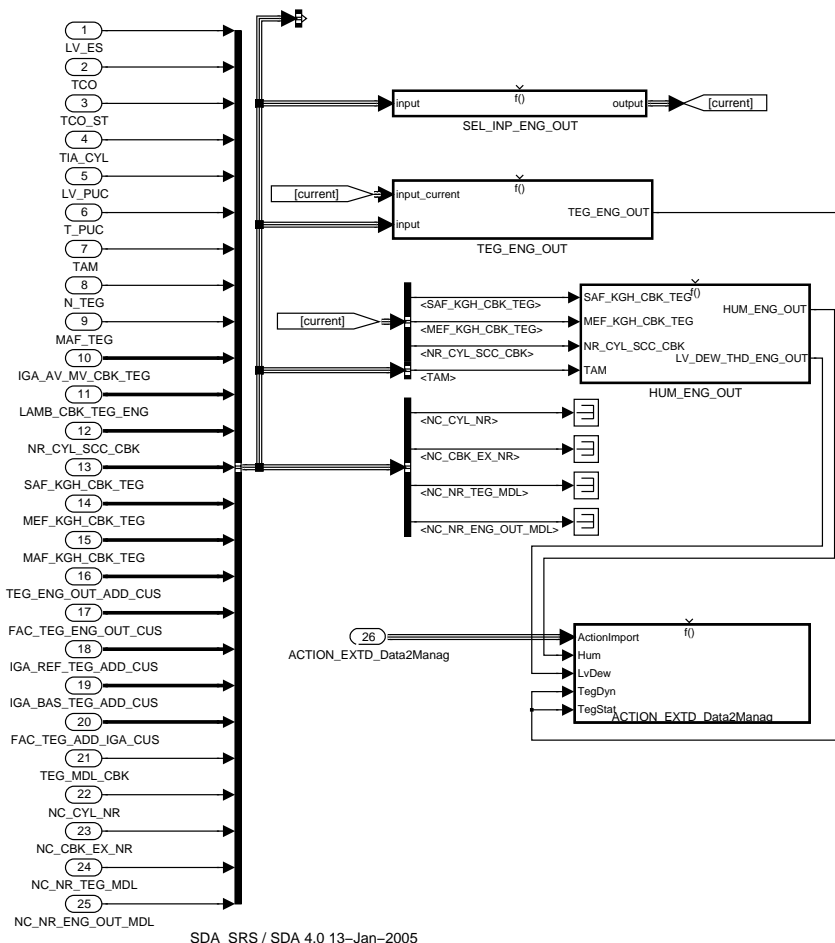 1
LV_ES
2
TCO
3
TCO_ST
4
TIA_CYL
5
LV_PUC
6
T_PUC
7
TAM
8
N_TEG
9
MAF_TEG
10
IGA_AV_MV_CBK_TEG
11
LAMB_CBK_TEG_ENG
12
NR_CYL_SCC_CBK
13
SAF_KGH_CBK_TEG
14
MEF_KGH_CBK_TEG
15
MAF_KGH_CBK_TEG
16
TEG_ENG_OUT_ADD_CUS
17
FAC_TEG_ENG_OUT_CUS
18
IGA_REF_TEG_ADD_CUS
19
IGA_BAS_TEG_ADD_CUS
20
FAC_TEG_ADD_IGA_CUS
21
TEG_MDL_CBK
22
NC_CYL_NR
23
NC_CBK_EX_NR
24
NC_NR_TEG_MDL
25
NC_NR_ENG_OUT_MDL
f()
input
output
SEL_INP_ENG_OUT
[current]
[current]
f()
input_current
input
TEG_ENG_OUT
TEG_ENG_OUT
[current]
<SAF_KGH_CBK_TEG>
<MEF_KGH_CBK_TEG>
<NR_CYL_SCC_CBK>
<TAM>
f()
SAF_KGH_CBK_TEG
MEF_KGH_CBK_TEG
NR_CYL_SCC_CBK
TAM
HUM_ENG_OUT
LV_DEW_THD_ENG_OUT
HUM_ENG_OUT
<NC_CYL_NR>
<NC_CBK_EX_NR>
<NC_NR_TEG_MDL>
<NC_NR_ENG_OUT_MDL>
26
ACTION_EXTD_Data2Manag
f()
ActionImport
Hum
LvDew
TegDyn
TegStat
ACTION_EXTD_Data2Manag
SDA_SRS / SDA 4.0 13–Jan–2005